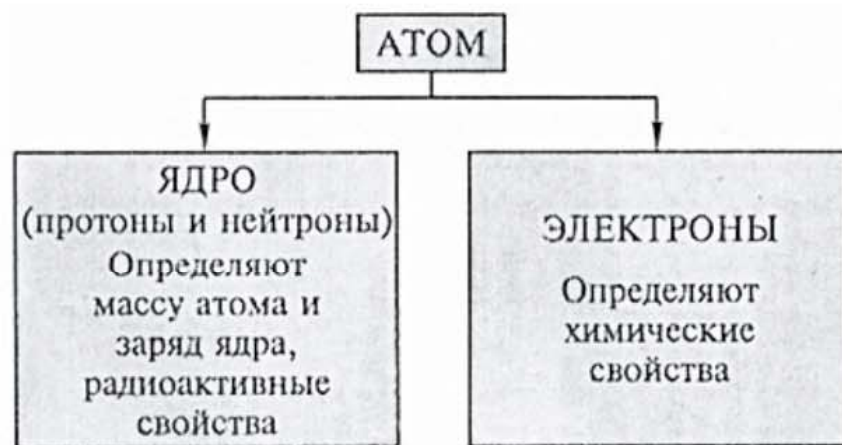 АТОМ
ЯДРО
(протоны и нейтроны)
Определяют
массу атома и
заряд ядра,
радиоактивные
свойства
ЭЛЕКТРОНЫ
Определяют
химические
свойства